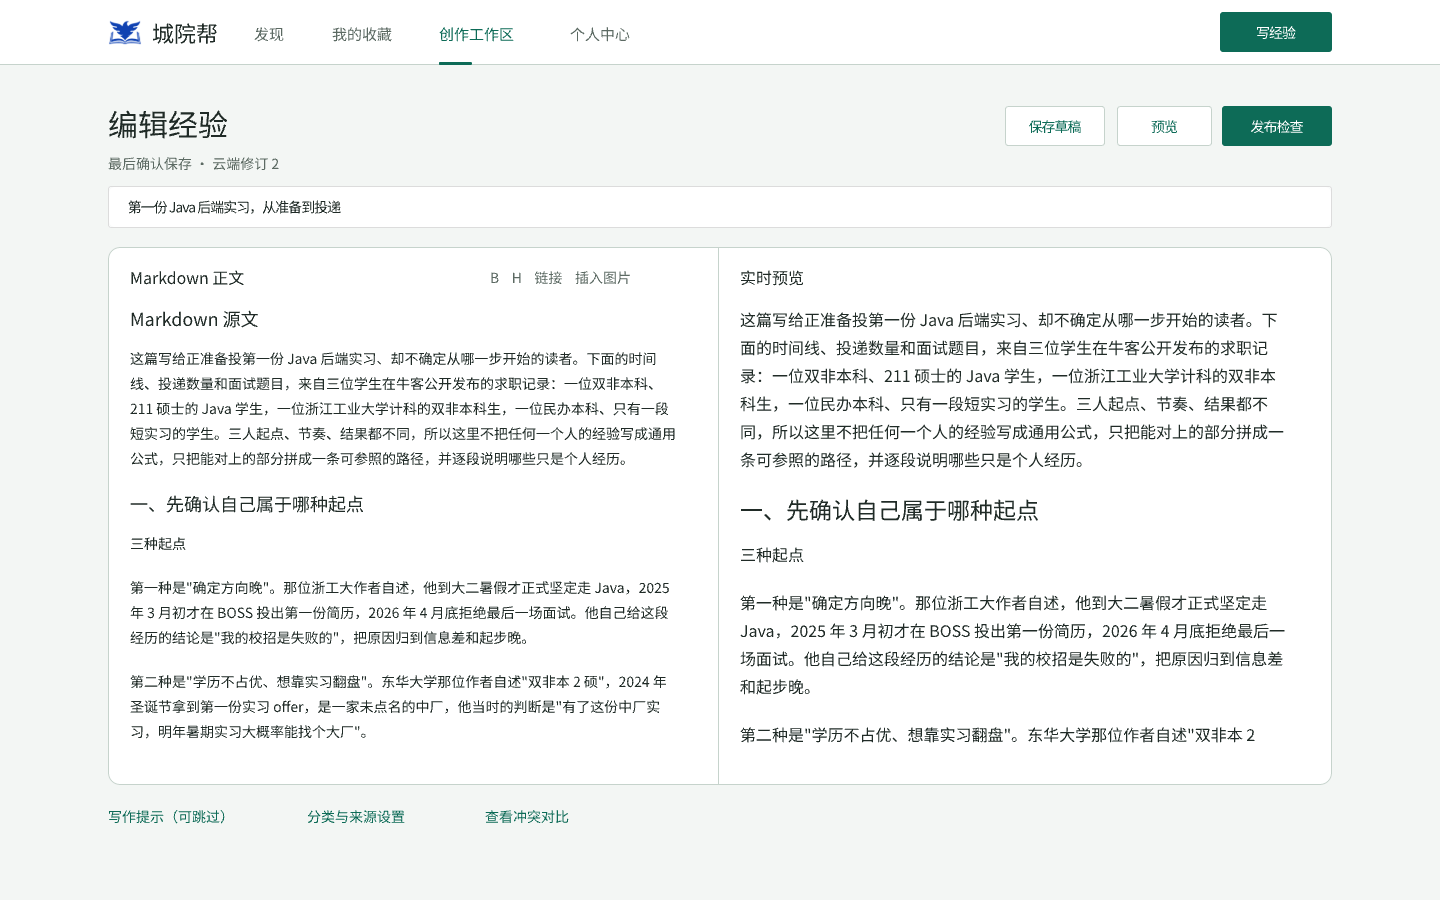 城院帮
发现
我的收藏
创作工作区
个人中心
写经验
编辑经验
保存草稿
预览
发布检查
最后确认保存 · 云端修订 2
第一份 Java 后端实习，从准备到投递
Markdown 正文
B H 链接 插入图片
Markdown 源文
这篇写给正准备投第一份 Java 后端实习、却不确定从哪一步开始的读者。下面的时间
线、投递数量和面试题目，来自三位学生在牛客公开发布的求职记录：一位双非本科、
211 硕士的 Java 学生，一位浙江工业大学计科的双非本科生，一位民办本科、只有一段
短实习的学生。三人起点、节奏、结果都不同，所以这里不把任何一个人的经验写成通用
公式，只把能对上的部分拼成一条可参照的路径，并逐段说明哪些只是个人经历。
一、先确认自己属于哪种起点
三种起点
第一种是"确定方向晚"。那位浙工大作者自述，他到大二暑假才正式坚定走 Java，2025
年 3 月初才在 BOSS 投出第一份简历，2026 年 4 月底拒绝最后一场面试。他自己给这段
经历的结论是"我的校招是失败的"，把原因归到信息差和起步晚。
第二种是"学历不占优、想靠实习翻盘"。东华大学那位作者自述"双非本 2 硕"，2024 年
圣诞节拿到第一份实习 offer，是一家未点名的中厂，他当时的判断是"有了这份中厂实
习，明年暑期实习大概率能找个大厂"。
实时预览
这篇写给正准备投第一份 Java 后端实习、却不确定从哪一步开始的读者。下
面的时间线、投递数量和面试题目，来自三位学生在牛客公开发布的求职记
录：一位双非本科、211 硕士的 Java 学生，一位浙江工业大学计科的双非本
科生，一位民办本科、只有一段短实习的学生。三人起点、节奏、结果都不
同，所以这里不把任何一个人的经验写成通用公式，只把能对上的部分拼成一
条可参照的路径，并逐段说明哪些只是个人经历。
一、先确认自己属于哪种起点
三种起点
第一种是"确定方向晚"。那位浙工大作者自述，他到大二暑假才正式坚定走
Java，2025 年 3 月初才在 BOSS 投出第一份简历，2026 年 4 月底拒绝最后一
场面试。他自己给这段经历的结论是"我的校招是失败的"，把原因归到信息差
和起步晚。
第二种是"学历不占优、想靠实习翻盘"。东华大学那位作者自述"双非本 2
写作提示（可跳过）
分类与来源设置
查看冲突对比